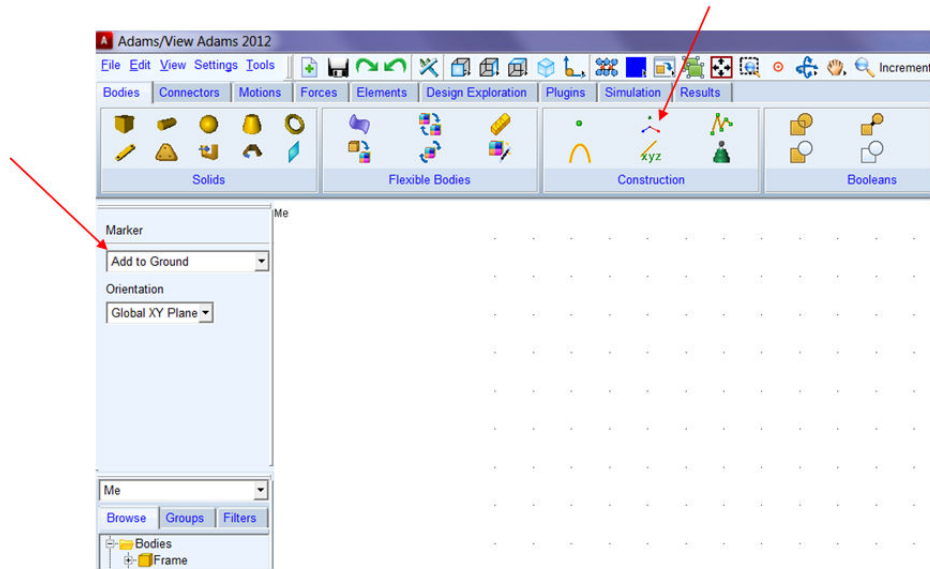 Adams/View Adams 2012
File Edit View Settings Tools
Increment
Bodies Connectors Motions Forces Elements Design Exploration Plugins Simulation Results
xyz
Solids Flexible Bodies Construction Booleans
Me
Marker
Add to Ground
Orientation
Global XY Plane
Me
Browse Groups Filters
Bodies
Frame